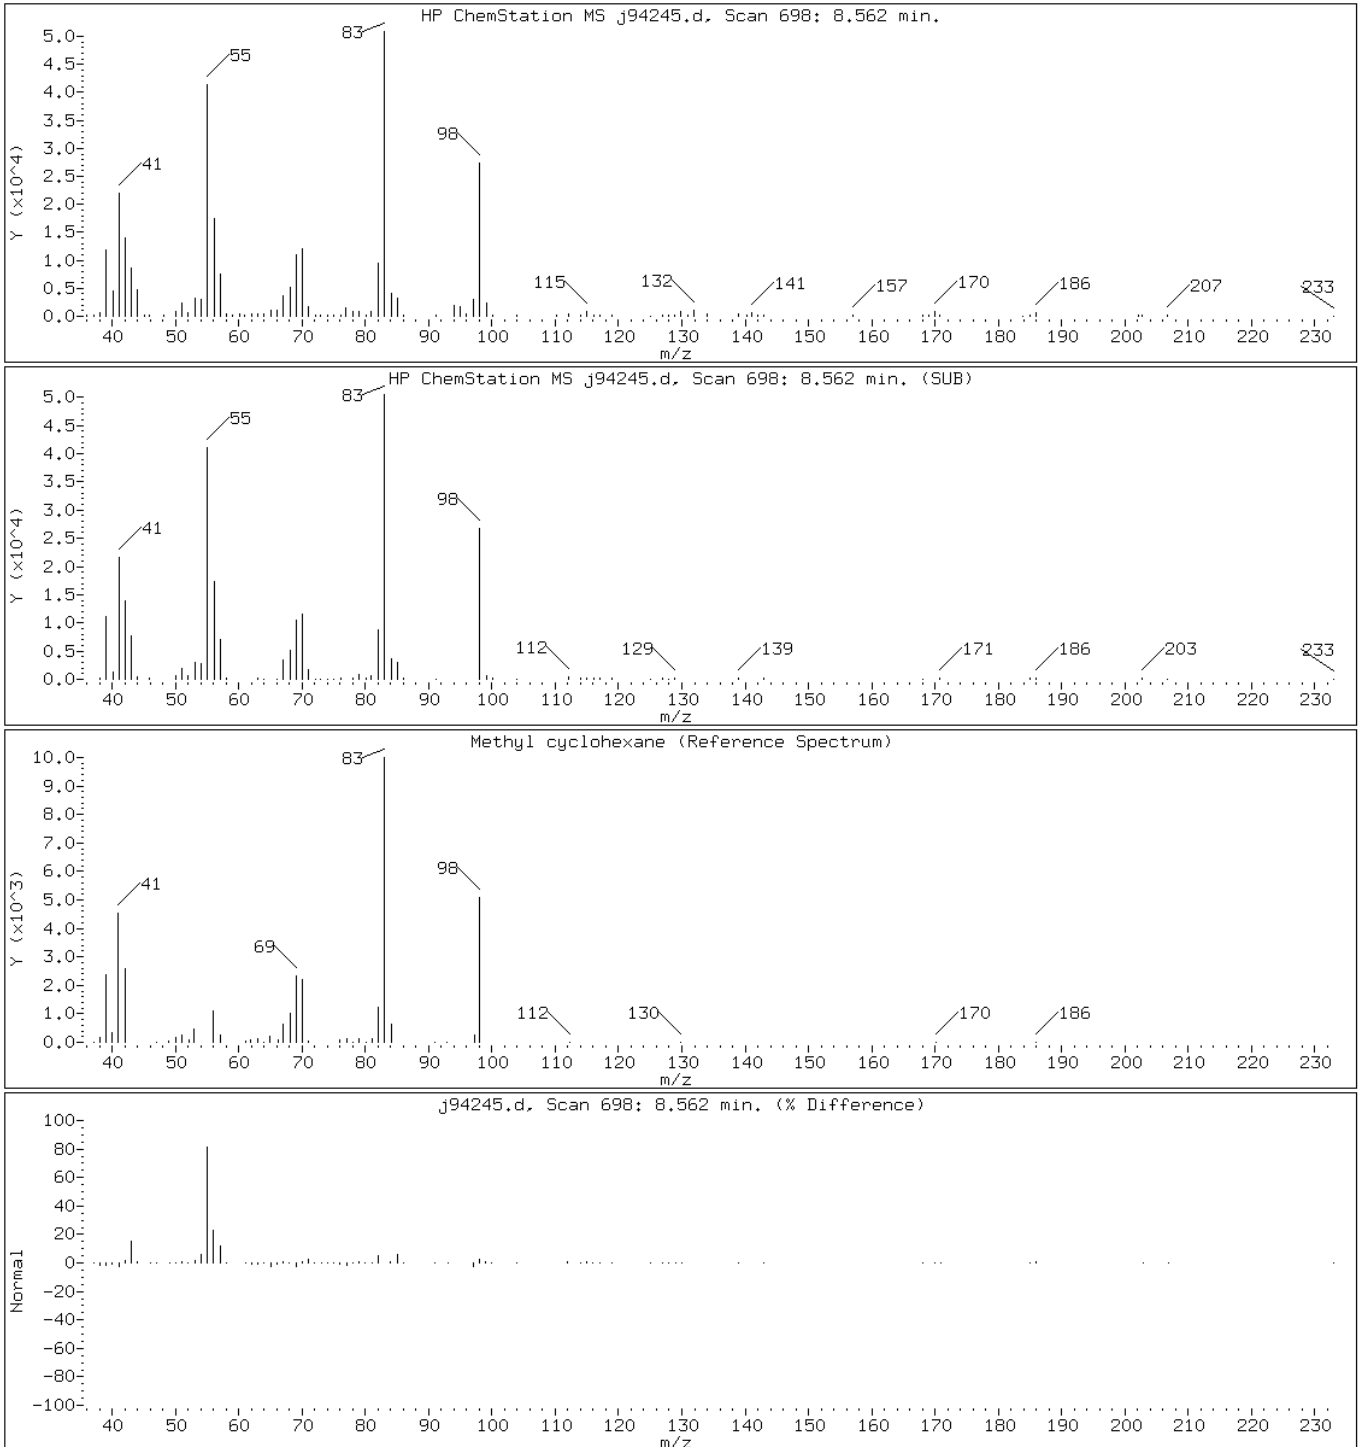 HP ChemStation MS j94245.d, Scan 698: 8.562 min.
83
5.0
55
4.5
4.0
3.5
98
3.0
41
2.5
2.0
1.5
1.0
115 132 141 157 170 186 207 233
0.5
0.0
Y (x10^4)
40 50 60 70 80 90 100 110 120 130 140 150 160 170 180 190 200 210 220 230
m/z
HP ChemStation MS j94245.d, Scan 698: 8.562 min. (SUB)
83
5.0
55
4.5
4.0
3.5
98
3.0
41
2.5
2.0
1.5
1.0
112 129 139 171 186 203 233
0.5
0.0
Y (x10^4)
40 50 60 70 80 90 100 110 120 130 140 150 160 170 180 190 200 210 220 230
m/z
Methyl cyclohexane (Reference Spectrum)
83
10.0
9.0
8.0
7.0
98
6.0
41
5.0
4.0
69
3.0
2.0
112 130 170 186
1.0
0.0
Y (x10^3)
40 50 60 70 80 90 100 110 120 130 140 150 160 170 180 190 200 210 220 230
m/z
j94245.d, Scan 698: 8.562 min. (% Difference)
100
80
60
40
20
0
-20
-40
-60
-80
-100
Normal
40 50 60 70 80 90 100 110 120 130 140 150 160 170 180 190 200 210 220 230
m/z